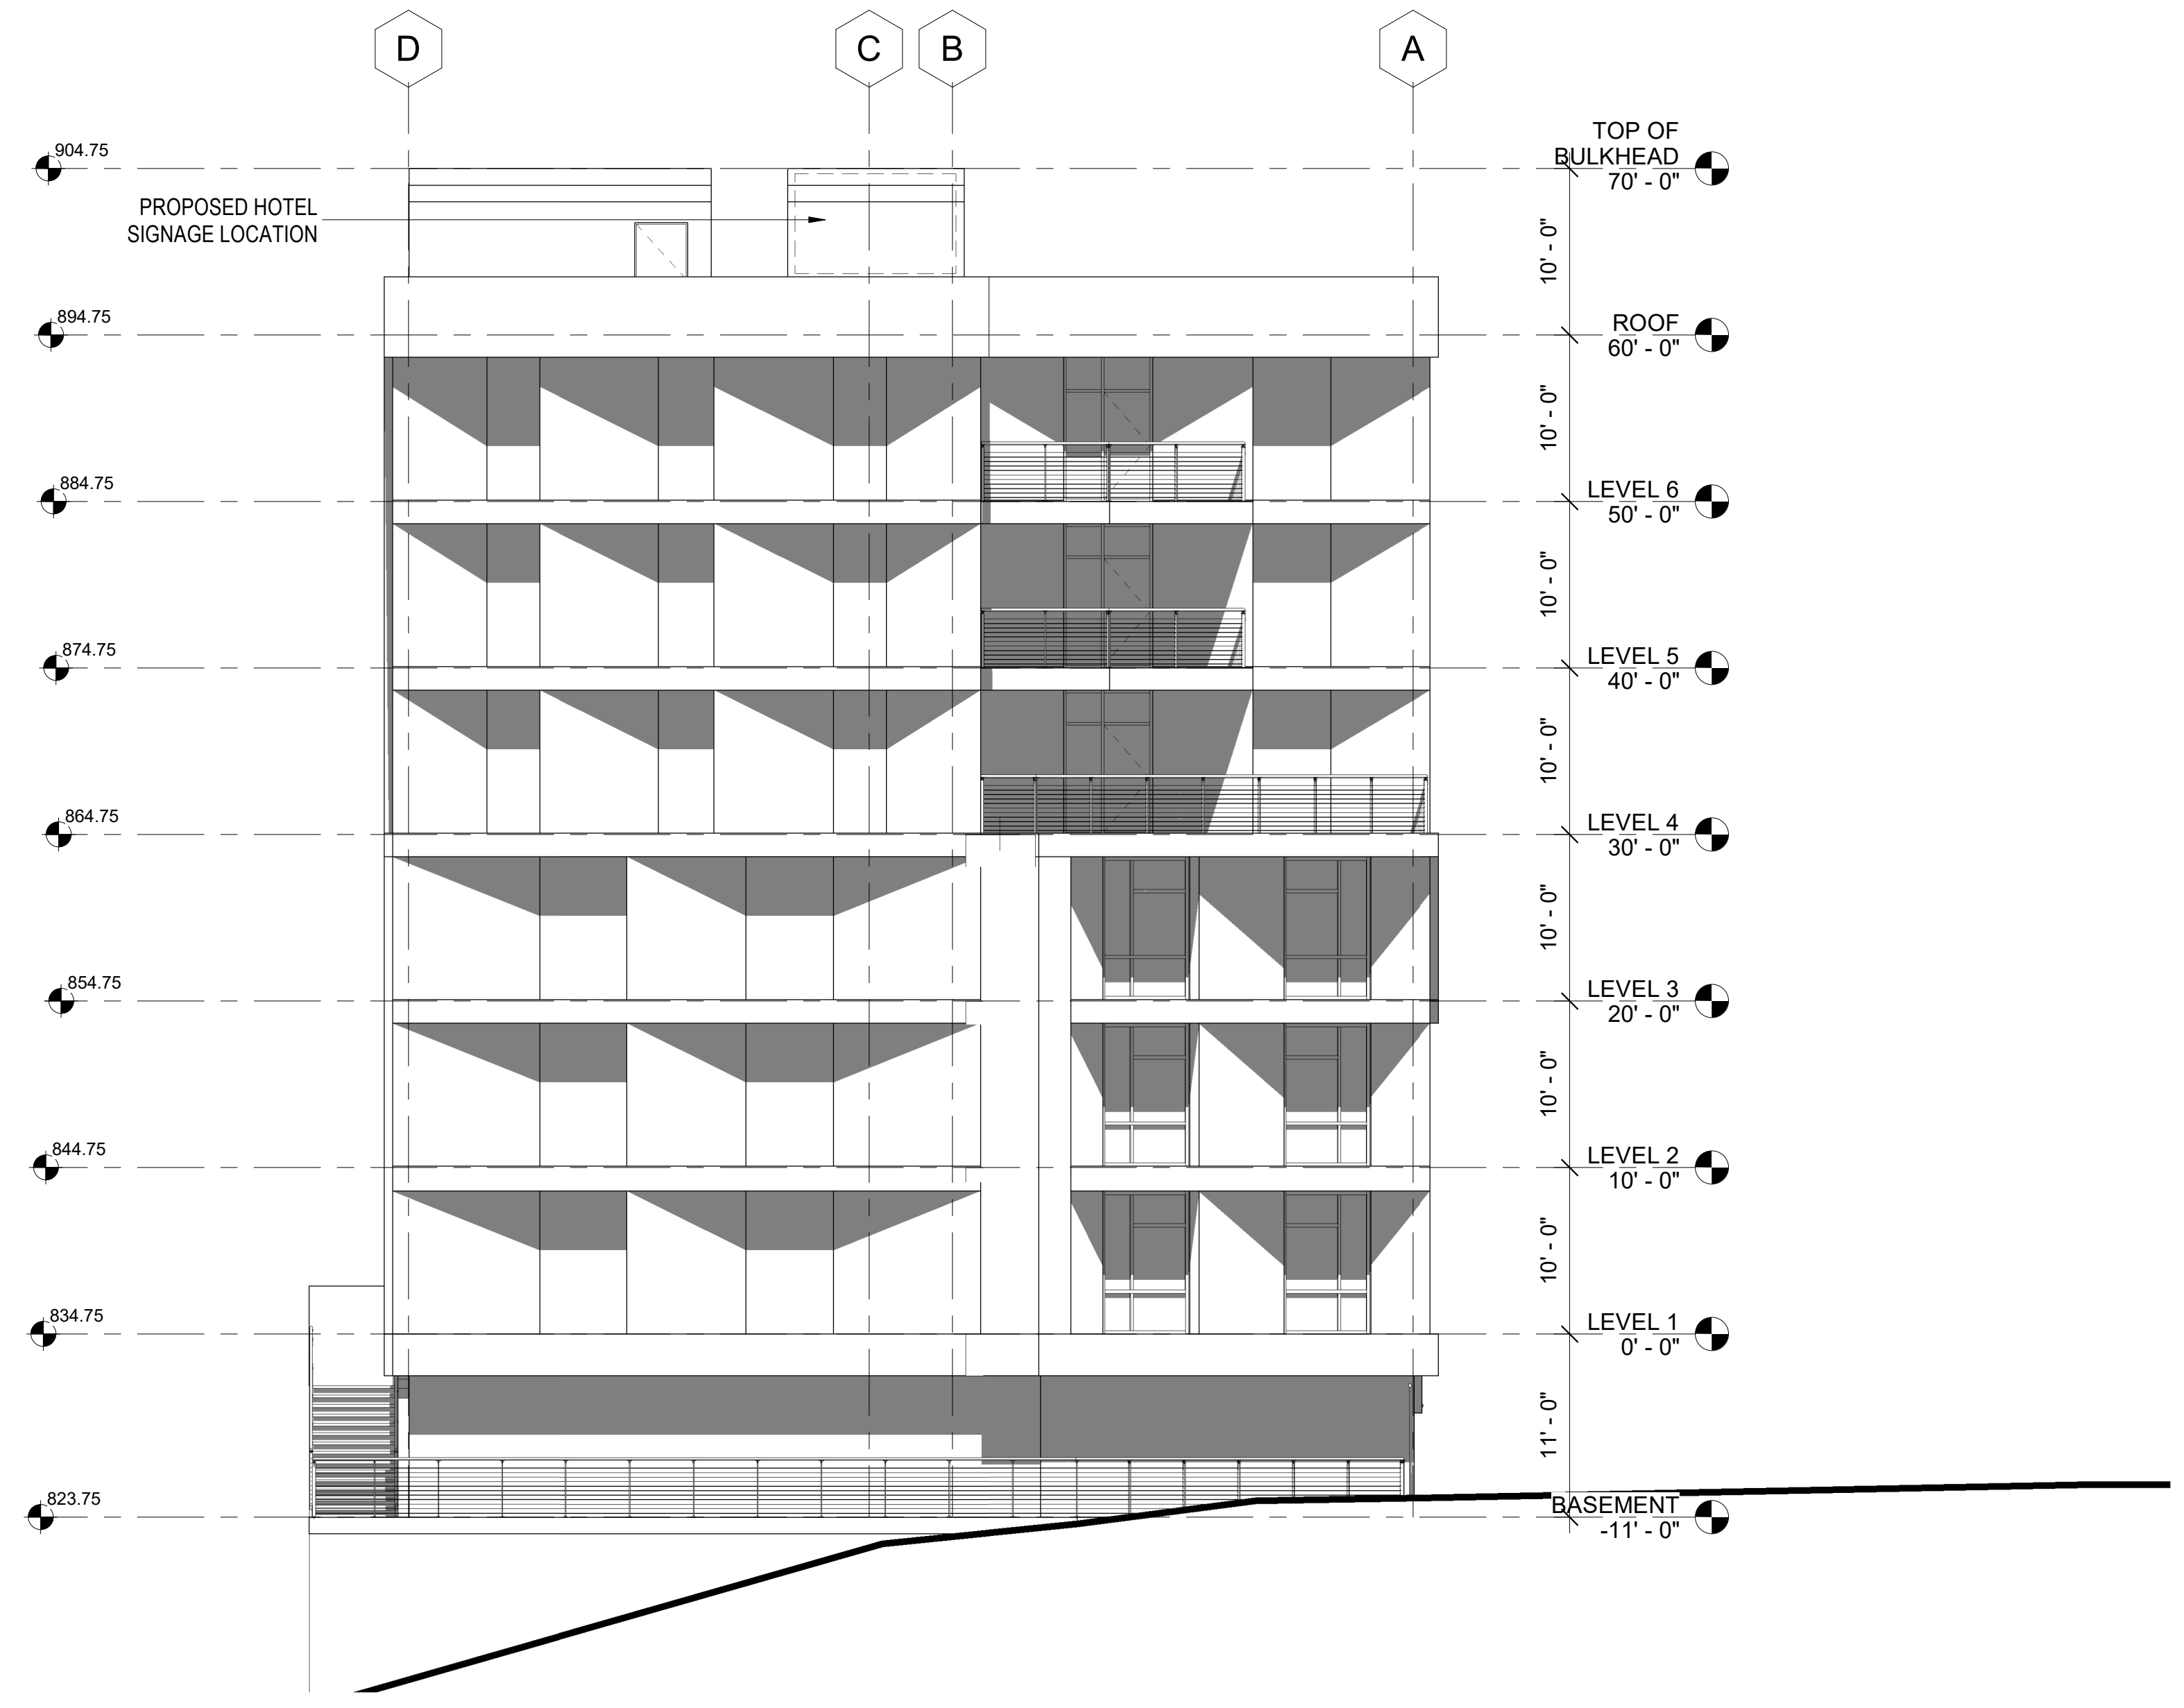 D
C
B
A
904.75
TOP OF
BULKHEAD
70' - 0"
PROPOSED HOTEL
SIGNAGE LOCATION
10' - 0"
894.75
ROOF
60' - 0"
10' - 0"
884.75
LEVEL 6
50' - 0"
10' - 0"
874.75
LEVEL 5
40' - 0"
10' - 0"
864.75
LEVEL 4
30' - 0"
10' - 0"
854.75
LEVEL 3
20' - 0"
10' - 0"
844.75
LEVEL 2
10' - 0"
10' - 0"
834.75
LEVEL 1
0' - 0"
11' - 0"
823.75
BASEMENT
-11' - 0"